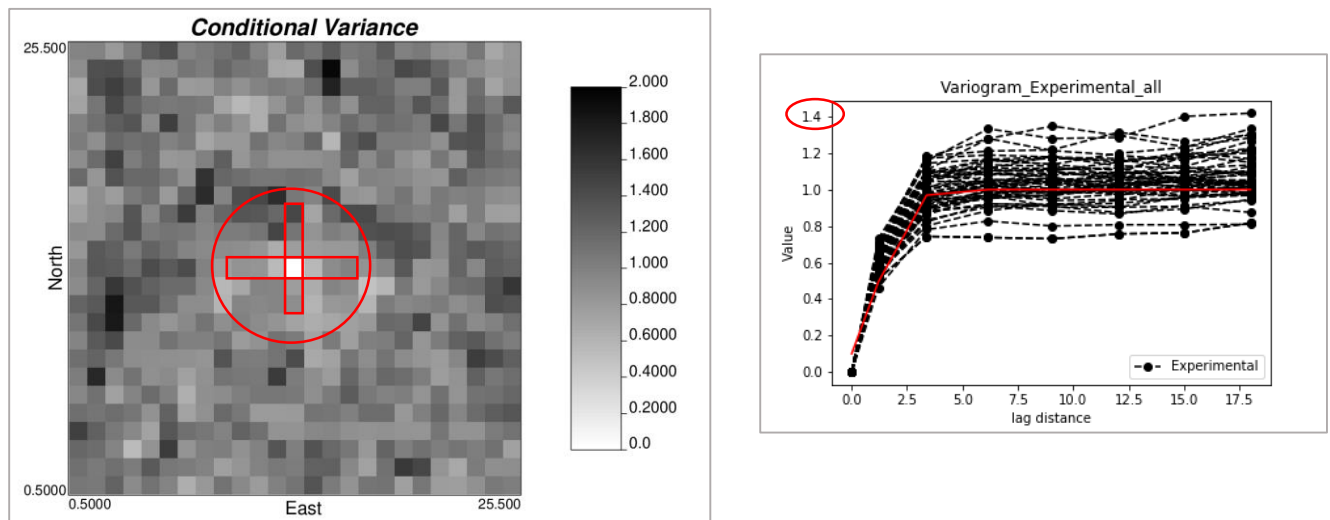 Conditional Variance
25.500
North
0.5000
0.5000
East
25.500
2.000
1.800
1.600
1.400
1.200
1.000
0.8000
0.6000
0.4000
0.2000
0.0
Variogram_Experimental_all
1.4
1.2
1.0
0.8
0.6
0.4
0.2
0.0
Value
0.0 2.5 5.0 7.5 10.0 12.5 15.0 17.5
lag distance
Experimental